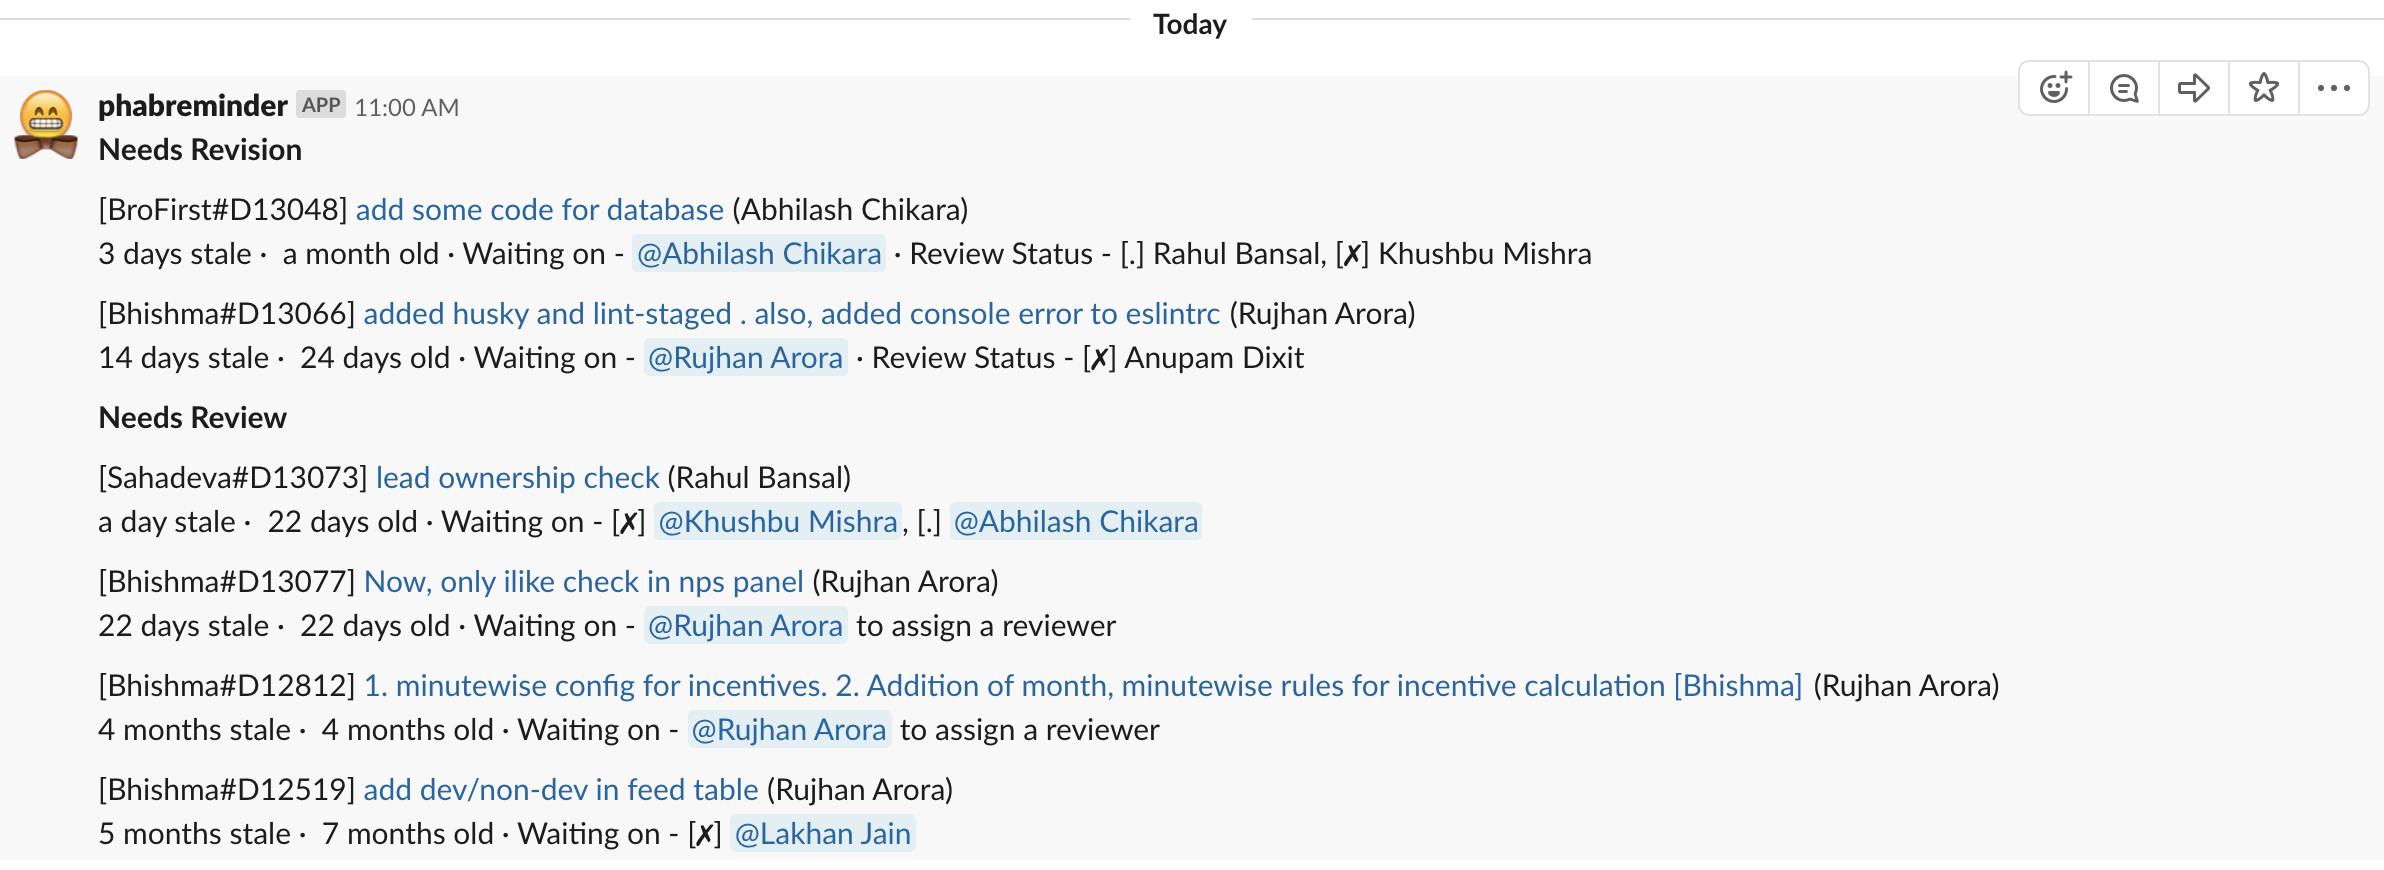 Today
phabreminder APP 11:00 AM
Needs Revision
[BroFirst#D13048] add some code for database (Abhilash Chikara)
3 days stale · a month old · Waiting on - @Abhilash Chikara · Review Status - [.] Rahul Bansal, [✗] Khushbu Mishra
[Bhishma#D13066] added husky and lint-staged . also, added console error to eslintrc (Rujhan Arora)
14 days stale · 24 days old · Waiting on - @Rujhan Arora · Review Status - [✗] Anupam Dixit
Needs Review
[Sahadeva#D13073] lead ownership check (Rahul Bansal)
a day stale · 22 days old · Waiting on - [✗] @Khushbu Mishra, [.] @Abhilash Chikara
[Bhishma#D13077] Now, only ilike check in nps panel (Rujhan Arora)
22 days stale · 22 days old · Waiting on - @Rujhan Arora to assign a reviewer
[Bhishma#D12812] 1. minutewise config for incentives. 2. Addition of month, minutewise rules for incentive calculation [Bhishma] (Rujhan Arora)
4 months stale · 4 months old · Waiting on - @Rujhan Arora to assign a reviewer
[Bhishma#D12519] add dev/non-dev in feed table (Rujhan Arora)
5 months stale · 7 months old · Waiting on - [✗] @Lakhan Jain